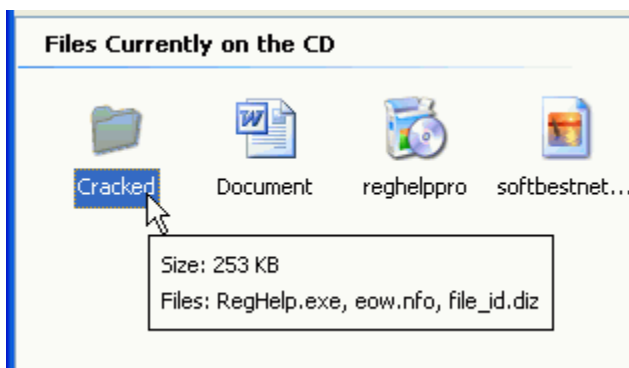 Files Currently on the CD
Cracked Document reghelppro softbestnet...
Size: 253 KB
Files: RegHelp.exe, eow.nfo, file_id.diz